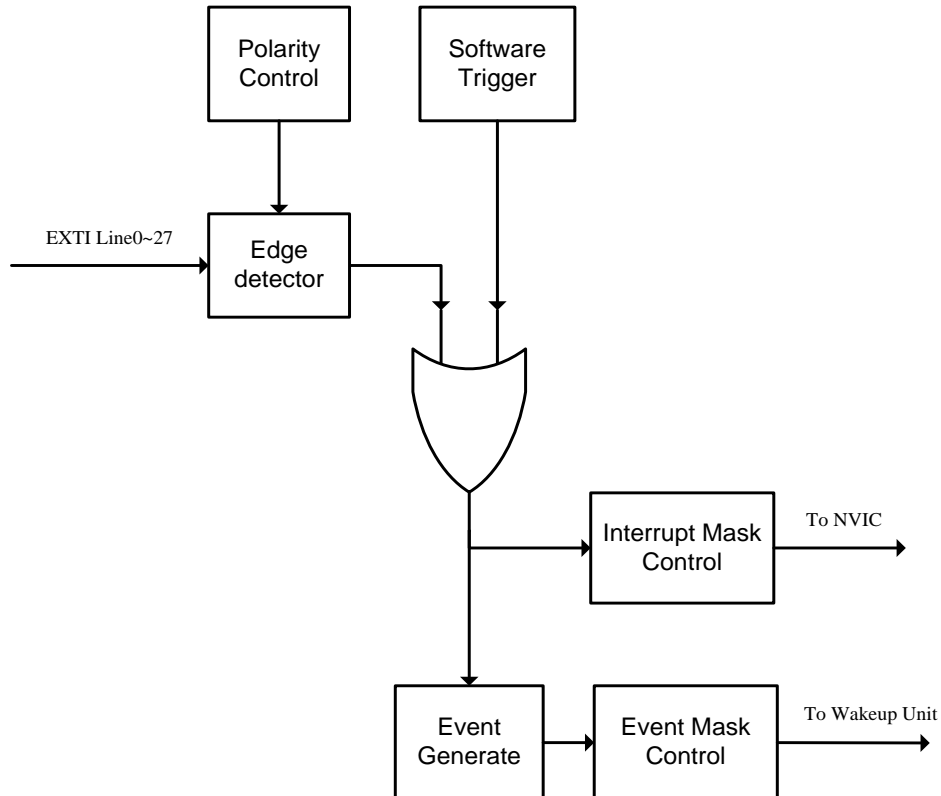 Polarity
Control
Software
Trigger
EXTI Line0~27
Edge
detector
Interrupt Mask
Control
To NVIC
Event
Generate
Event Mask
Control
To Wakeup Unit